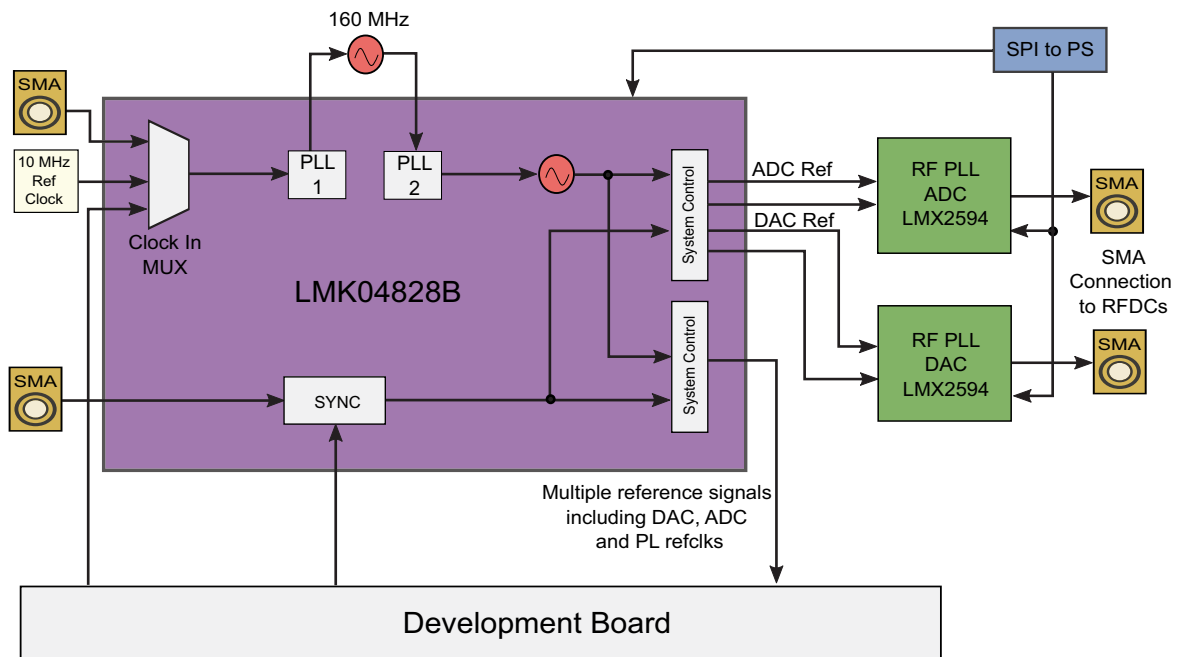 160 MHz
SPI to PS
SMA
10 MHz
Ref
Clock
Clock In
MUX
PLL
1
PLL
2
System Control
ADC Ref
DAC Ref
RF PLL
ADC
LMX2594
SMA
SMA
Connection
to RFDCs
LMK04828B
System Control
RF PLL
DAC
LMX2594
SMA
SMA
SYNC
Multiple reference signals
including DAC, ADC
and PL refclks
Development Board